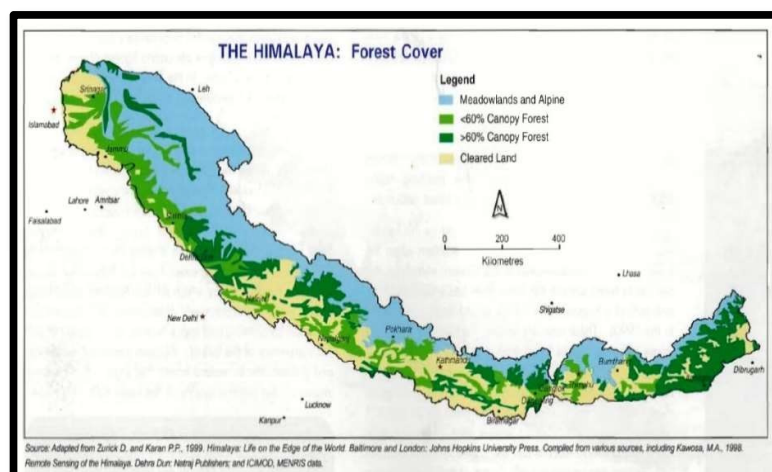 THE HIMALAYA: Forest Cover
Legend
Meadowlands and Alpine
<60% Canopy Forest
>60% Canopy Forest
Cleared Land
N
0 200 400
Kilometres
Srinagar
Leh
Islamabad
Jammu
Lahore
Amritsar
Faisalabad
New Delhi
Lhasa
Shigatse
Pokhara
Nepalganj
Kathmandu
Lucknow
Kanpur
Biratnagar
Dibrugarh
Source: Adapted from Zurick D. and Karan P.P., 1999. Himalaya: Life on the Edge of the World. Baltimore and London: Johns Hopkins University Press. Compiled from various sources, including Kawosa, M.A., 1998.
Remote Sensing of the Himalaya. Dehra Dun: Natraj Publishers; and ICIMOD, MENRIS data.